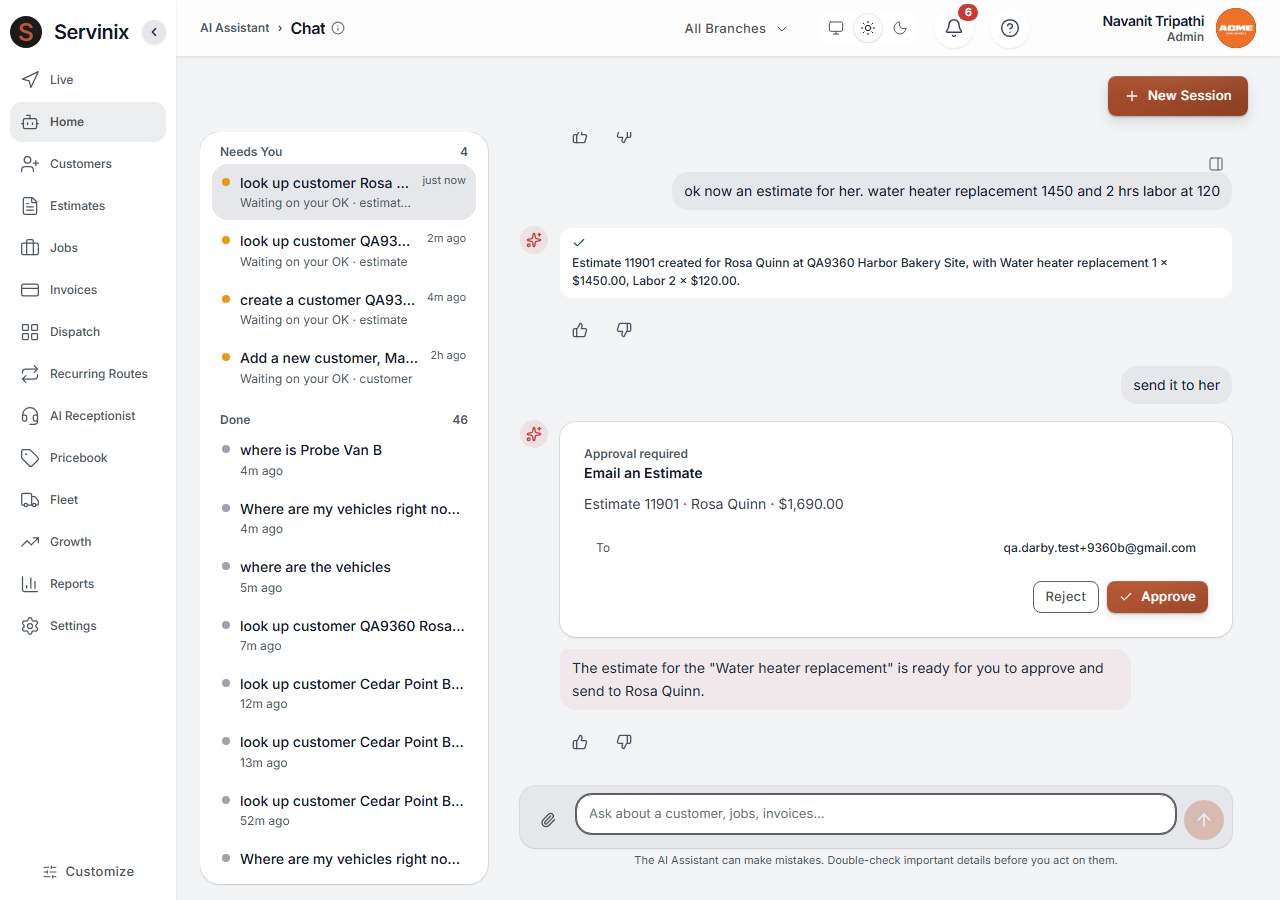 S Servinix
Live
Home
Customers
Estimates
Jobs
Invoices
Dispatch
Recurring Routes
AI Receptionist
Pricebook
Fleet
Growth
Reports
Settings
Customize
AI Assistant › Chat
All Branches
6
Navanit Tripathi
Admin
ACME
New Session
Needs You 4
look up customer Rosa ... just now
Waiting on your OK · estimat...
look up customer QA93... 2m ago
Waiting on your OK · estimate
create a customer QA93... 4m ago
Waiting on your OK · estimate
Add a new customer, Ma... 2h ago
Waiting on your OK · customer
Done 46
where is Probe Van B
4m ago
Where are my vehicles right no...
4m ago
where are the vehicles
5m ago
look up customer QA9360 Rosa...
7m ago
look up customer Cedar Point B...
12m ago
look up customer Cedar Point B...
13m ago
look up customer Cedar Point B...
52m ago
Where are my vehicles right no...
ok now an estimate for her. water heater replacement 1450 and 2 hrs labor at 120
Estimate 11901 created for Rosa Quinn at QA9360 Harbor Bakery Site, with Water heater replacement 1 ×
$1450.00, Labor 2 × $120.00.
send it to her
Approval required
Email an Estimate
Estimate 11901 · Rosa Quinn · $1,690.00
To qa.darby.test+9360b@gmail.com
Reject Approve
The estimate for the "Water heater replacement" is ready for you to approve and
send to Rosa Quinn.
Ask about a customer, jobs, invoices...
The AI Assistant can make mistakes. Double-check important details before you act on them.